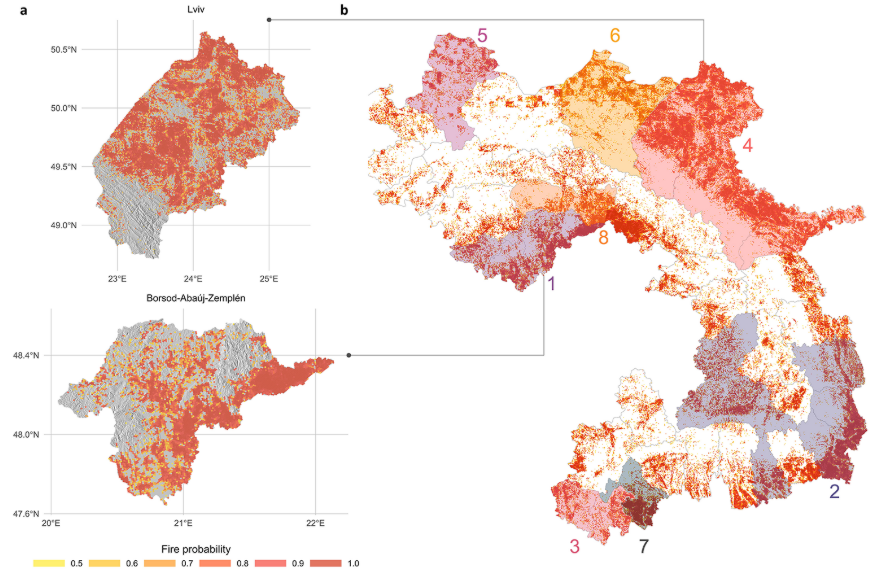 a
Lviv
50.5°N
50.0°N
49.5°N
49.0°N
23°E 24°E 25°E
Borsod-Abaúj-Zemplén
48.4°N
48.0°N
47.6°N
20°E 21°E 22°E
Fire probability
0.5 0.6 0.7 0.8 0.9 1.0
b
5
6
4
8
1
2
3
7